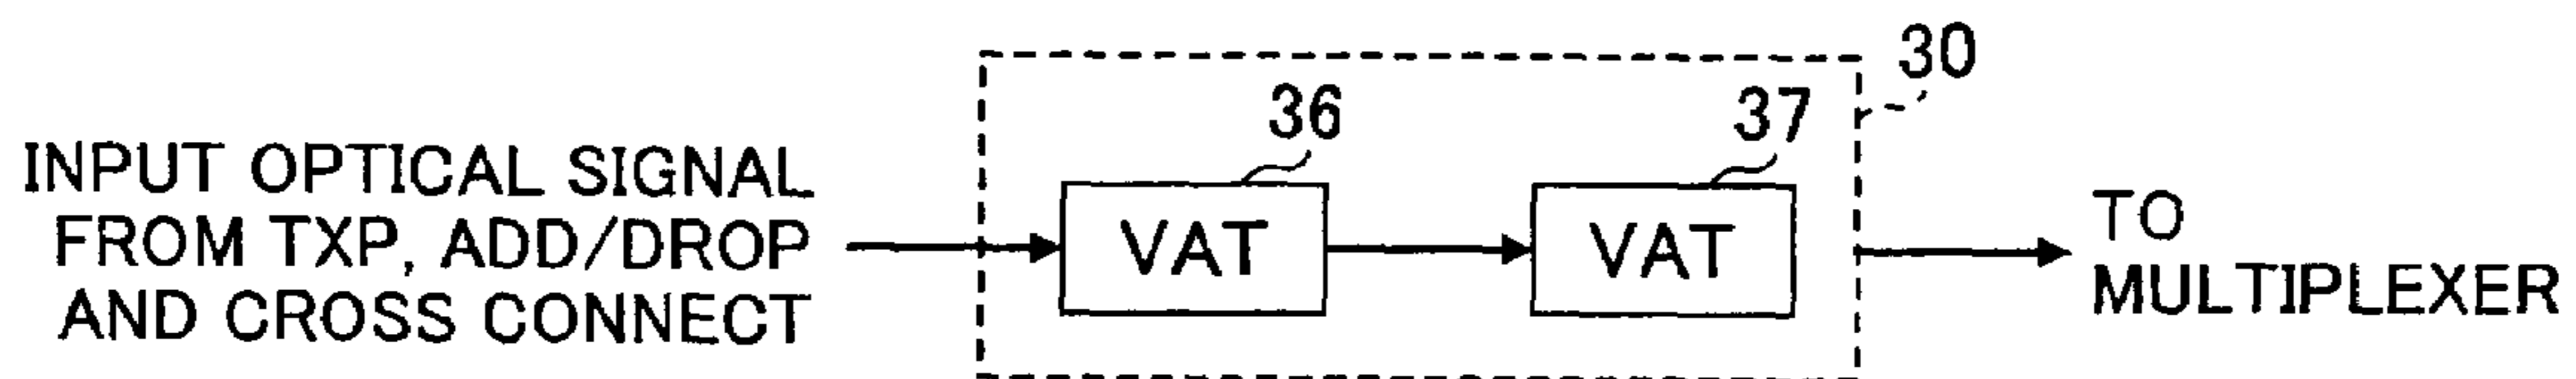 30
36
37
INPUT OPTICAL SIGNAL
FROM TXP, ADD/DROP
AND CROSS CONNECT
VAT
VAT
TO
MULTIPLEXER